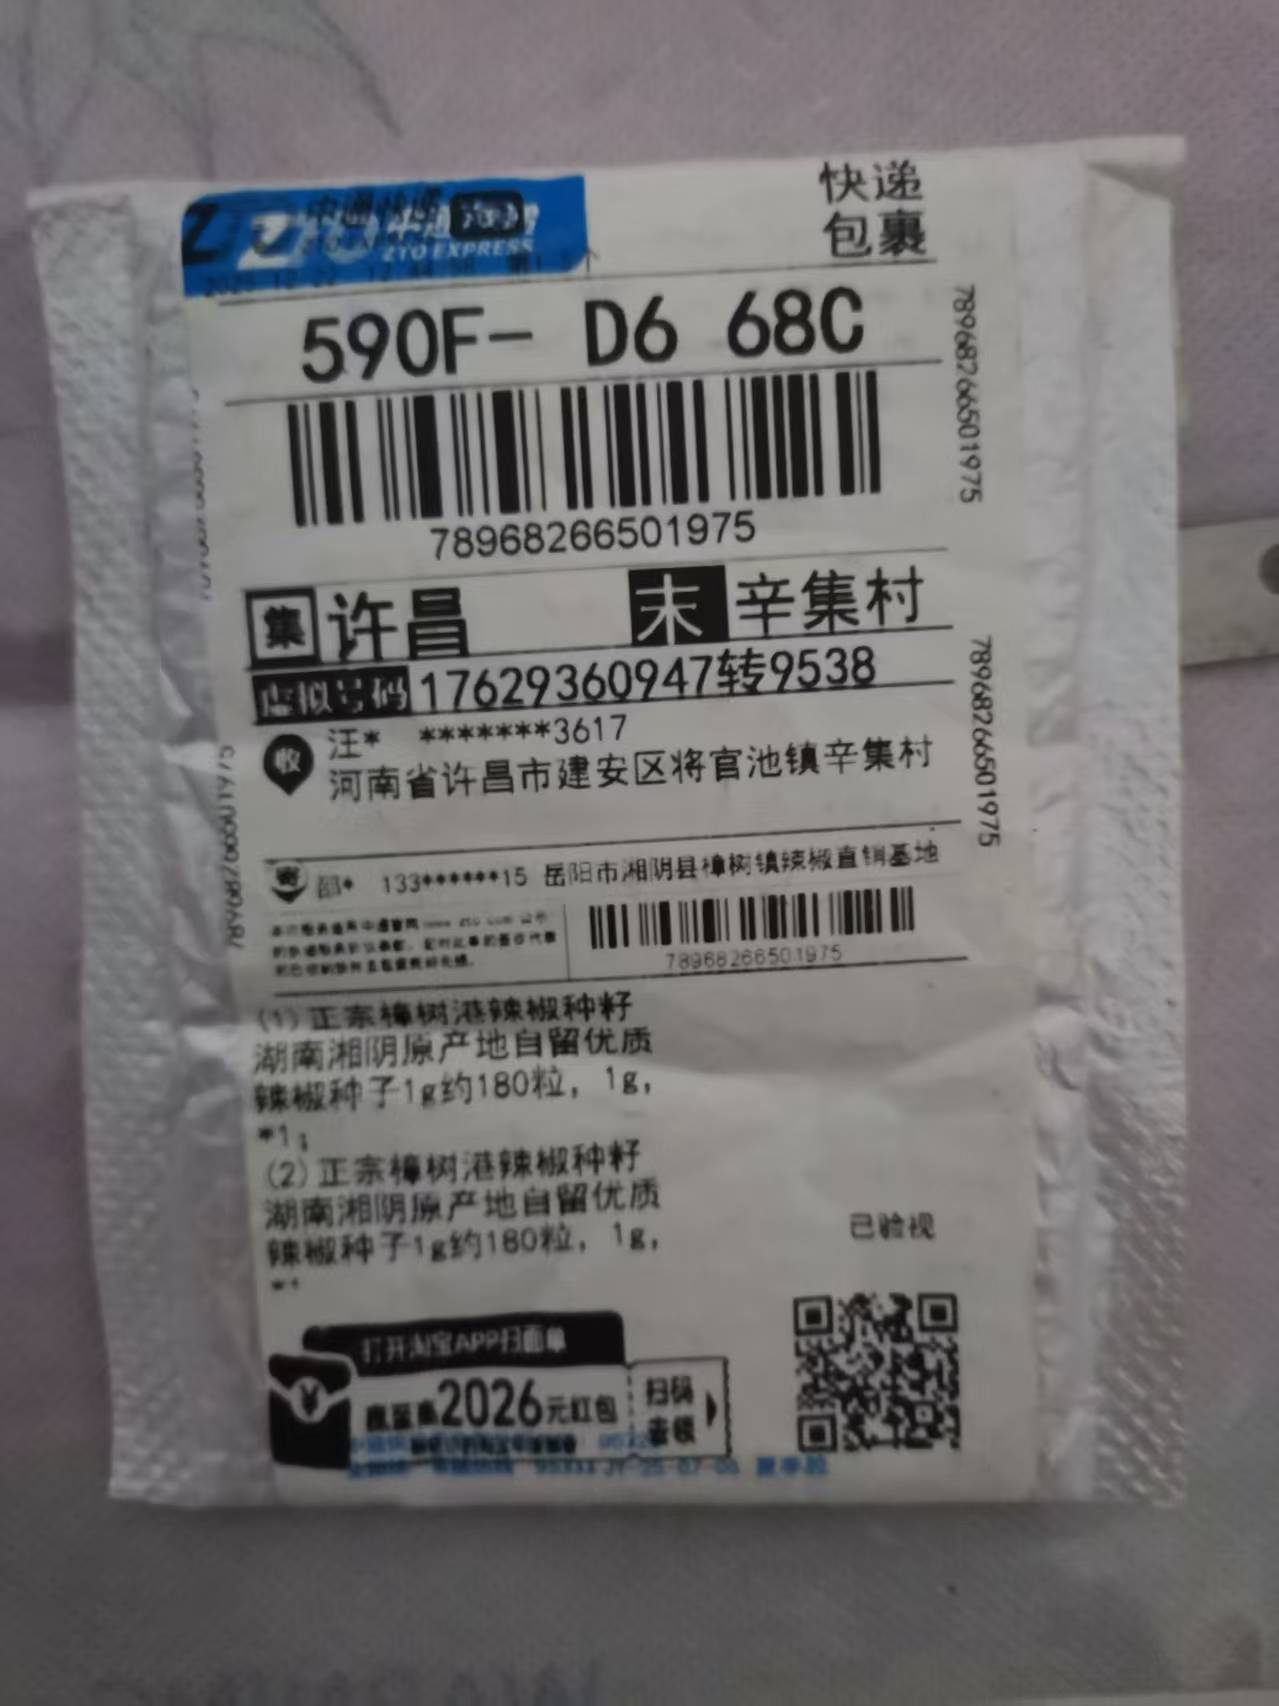 中通快递
ZTO EXPRESS
快递
包裹
590F- D6 68C
78968266501975
78968266501975
集 许昌 末 辛集村
虚拟号码 17629360947转9538
收 汪* *******3617
河南省许昌市建安区将官池镇辛集村
78968266501975
78968266501975
寄 邵* 133******15 岳阳市湘阴县樟树镇辣椒直销基地
78968266501975
(1)正宗樟树港辣椒种籽
湖南湘阴原产地自留优质
辣椒种子1g约180粒, 1g,
*1;
(2)正宗樟树港辣椒种籽
湖南湘阴原产地自留优质
辣椒种子1g约180粒, 1g,
*1
已验视
打开淘宝APP扫面单
2026元红包
扫码
去领